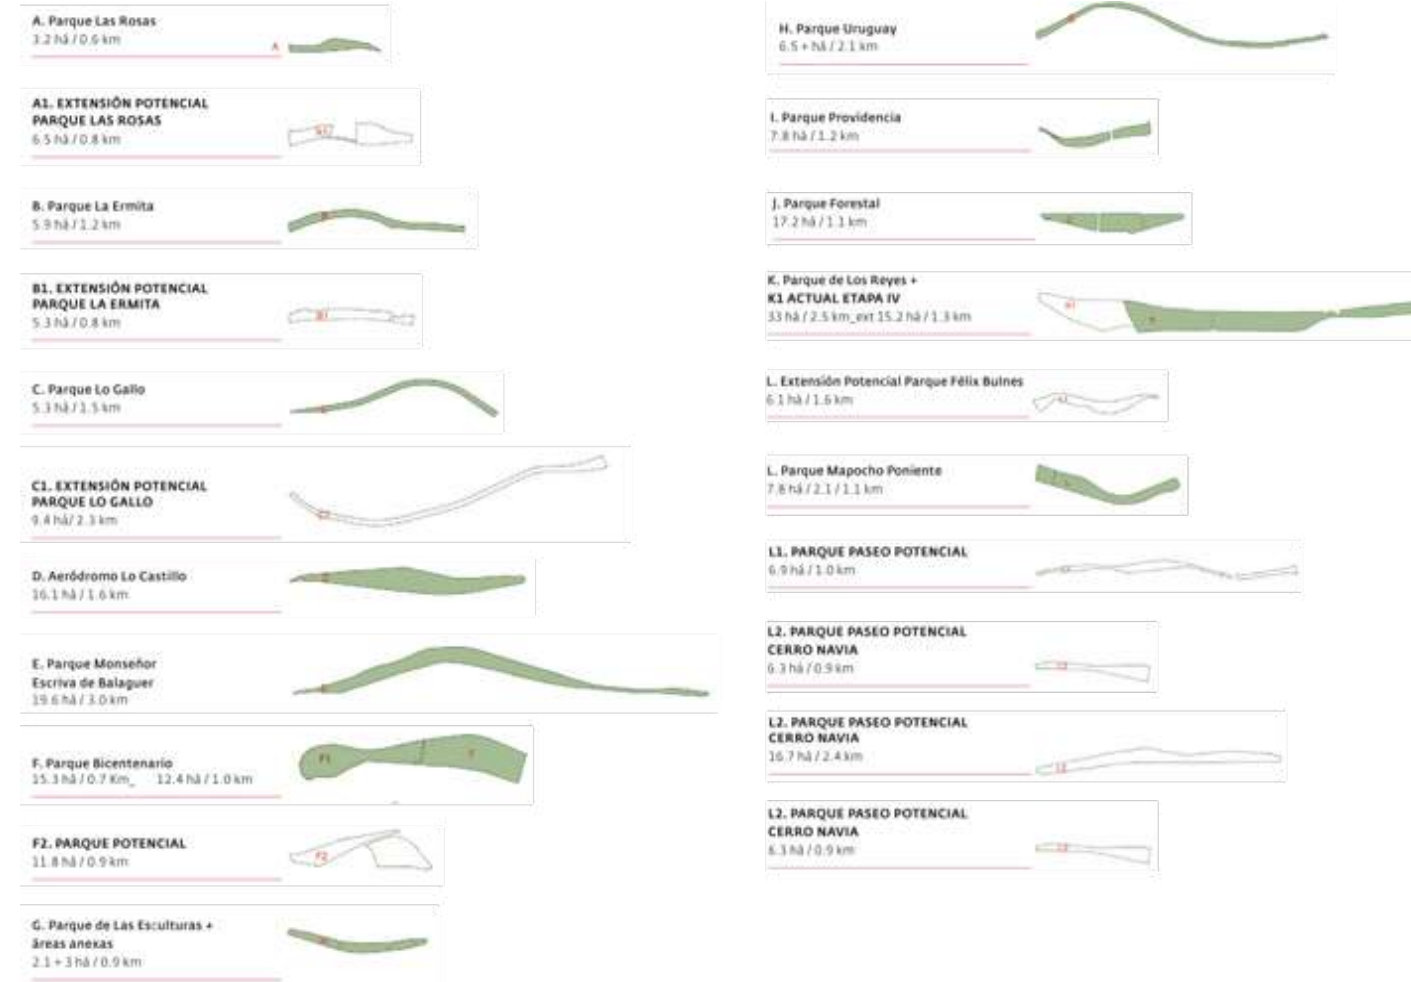 A. Parque Las Rosas
3.2 há / 0.6 km
A
A1. EXTENSIÓN POTENCIAL
PARQUE LAS ROSAS
6.5 há / 0.8 km
A1
B. Parque La Ermita
5.9 há / 1.2 km
B1. EXTENSIÓN POTENCIAL
PARQUE LA ERMITA
5.3 há / 0.8 km
B1
C. Parque Lo Gallo
5.3 há / 1.5 km
C1. EXTENSIÓN POTENCIAL
PARQUE LO GALLO
9.4 há/ 2.3 km
D. Aeródromo Lo Castillo
16.1 há / 1.6 km
E. Parque Monseñor
Escriva de Balaguer
19.6 há / 3.0 km
F. Parque Bicentenario
15.3 há / 0.7 Km_ 12.4 há / 1.0 km
F1 F
F2. PARQUE POTENCIAL
11.8 há / 0.9 km
F2
G. Parque de Las Esculturas +
áreas anexas
2.1 + 3 há / 0.9 km
H. Parque Uruguay
6.5 + há / 2.1 km
I. Parque Providencia
7.8 há / 1.2 km
J. Parque Forestal
17.2 há / 1.1 km
K. Parque de Los Reyes +
K1 ACTUAL ETAPA IV
33 há / 2.5 km_ext 15.2 há / 1.3 km
K1 K
L. Extensión Potencial Parque Félix Bulnes
6.1 há / 1.6 km
L. Parque Mapocho Poniente
7.8 há / 2.1 / 1.1 km
L
L1. PARQUE PASEO POTENCIAL
6.9 há / 1.0 km
L2. PARQUE PASEO POTENCIAL
CERRO NAVIA
6.3 há / 0.9 km
L2
L2. PARQUE PASEO POTENCIAL
CERRO NAVIA
16.7 há / 2.4 km
L2
L2. PARQUE PASEO POTENCIAL
CERRO NAVIA
6.3 há / 0.9 km
L2